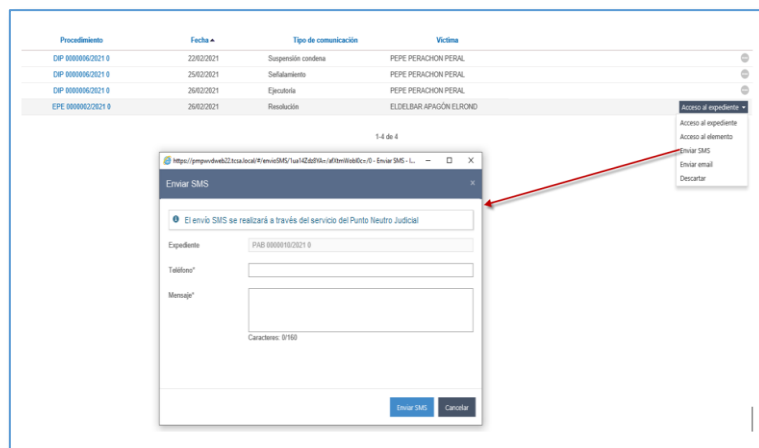 Procedimiento Fecha Tipo de comunicación Víctima
DIP 0000006/2021 0 22/02/2021 Suspensión condena PEPE PERACHON PERAL
DIP 0000006/2021 0 25/02/2021 Señalamiento PEPE PERACHON PERAL
DIP 0000006/2021 0 26/02/2021 Ejecutoria PEPE PERACHON PERAL
EPE 0000002/2021 0 26/02/2021 Resolución ELDELBAR APAGÓN ELROND Acceso al expediente
Acceso al expediente
Acceso al elemento
Enviar SMS
Enviar email
Descartar
1-4 de 4
Enviar SMS - I...
Enviar SMS x
El envío SMS se realizará a través del servicio del Punto Neutro Judicial
Expediente PAB 0000010/2021 0
Teléfono*
Mensaje*
Caracteres: 0/160
Enviar SMS Cancelar